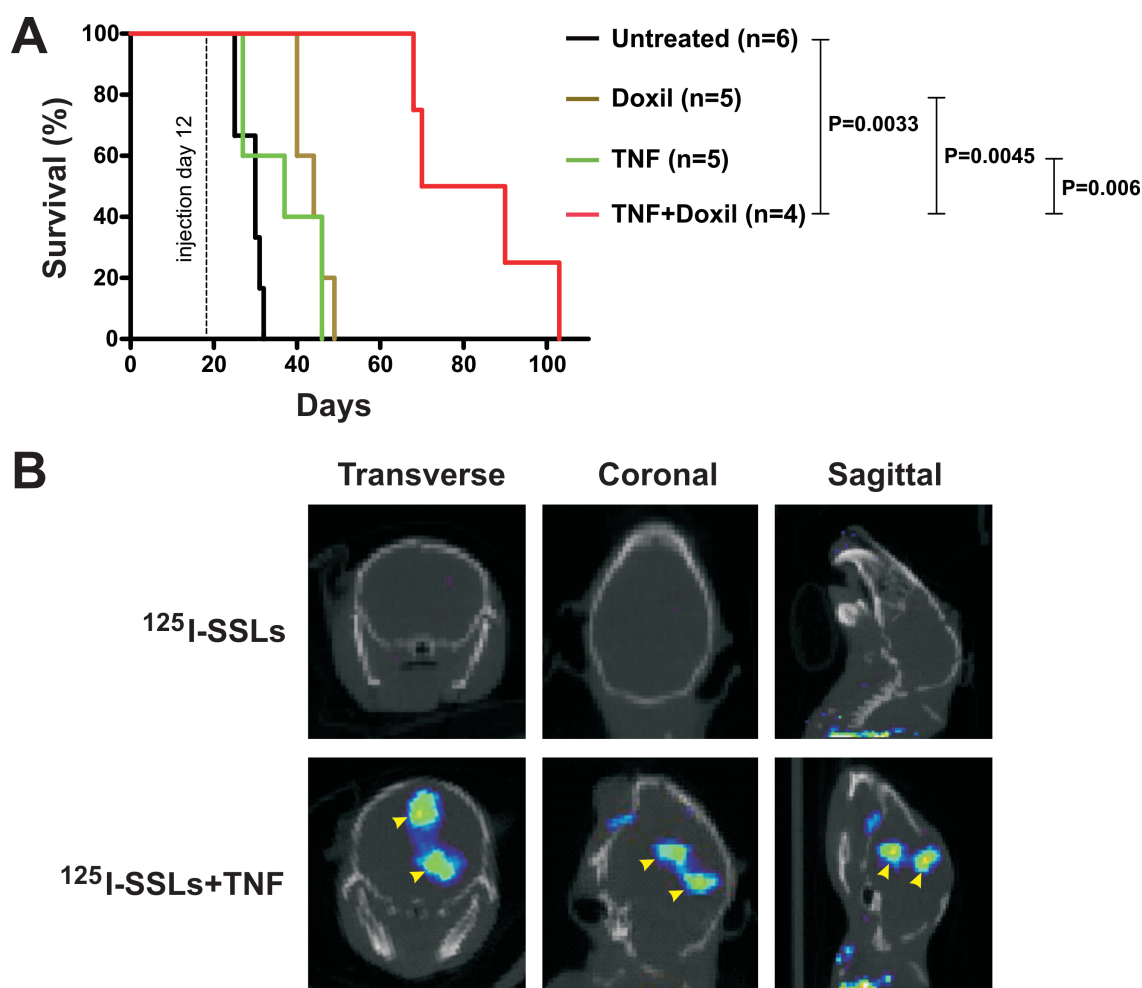 A
Survival (%)
100
80
60
40
20
0
injection day 12
0 20 40 60 80 100
Days
Untreated (n=6)
Doxil (n=5)
TNF (n=5)
TNF+Doxil (n=4)
P=0.0033
P=0.0045
P=0.006
B
Transverse Coronal Sagittal
¹²⁵I-SSLs
¹²⁵I-SSLs+TNF